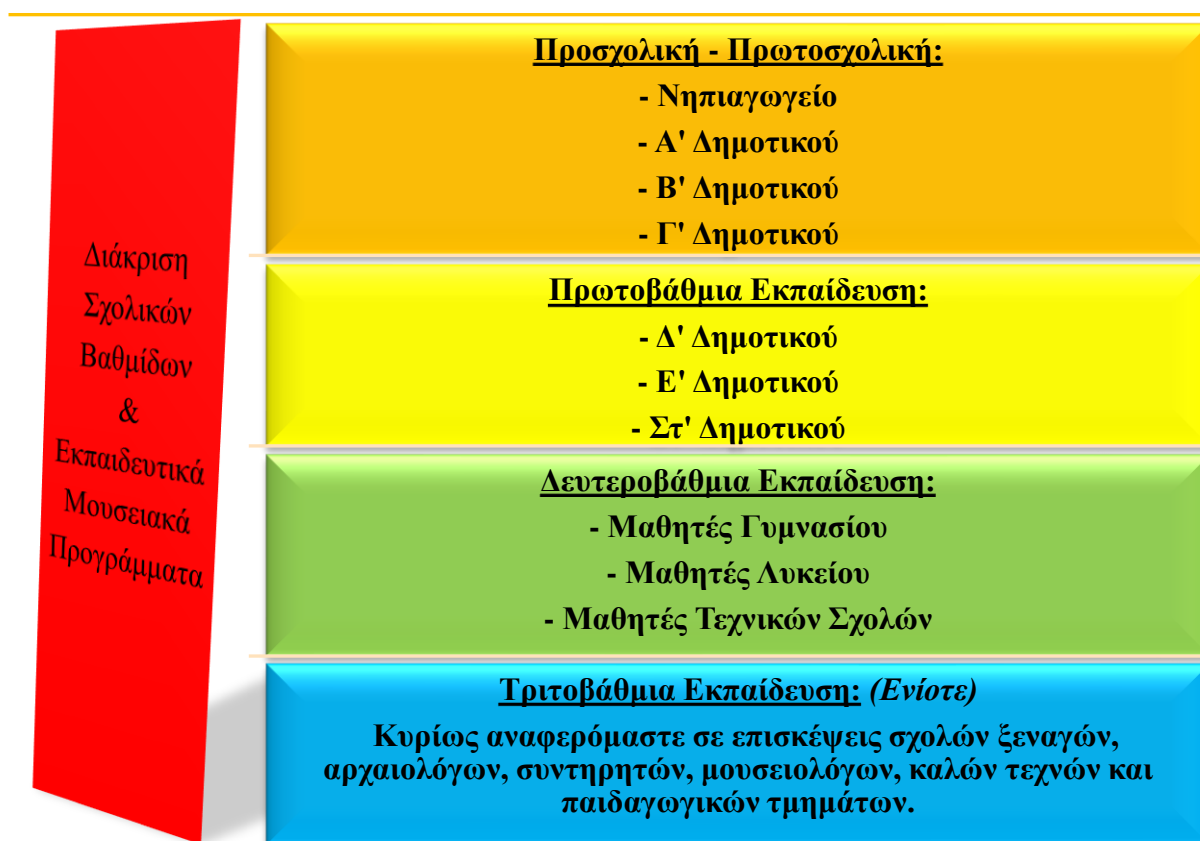 Διάκριση
Σχολικών
Βαθμίδων
&
Εκπαιδευτικά
Μουσειακά
Προγράμματα
Προσχολική - Πρωτοσχολική:
- Νηπιαγωγείο
- Α' Δημοτικού
- Β' Δημοτικού
- Γ' Δημοτικού
Πρωτοβάθμια Εκπαίδευση:
- Δ' Δημοτικού
- Ε' Δημοτικού
- Στ' Δημοτικού
Δευτεροβάθμια Εκπαίδευση:
- Μαθητές Γυμνασίου
- Μαθητές Λυκείου
- Μαθητές Τεχνικών Σχολών
Τριτοβάθμια Εκπαίδευση: (Ενίοτε)
Κυρίως αναφερόμαστε σε επισκέψεις σχολών ξεναγών,
αρχαιολόγων, συντηρητών, μουσειολόγων, καλών τεχνών και
παιδαγωγικών τμημάτων.